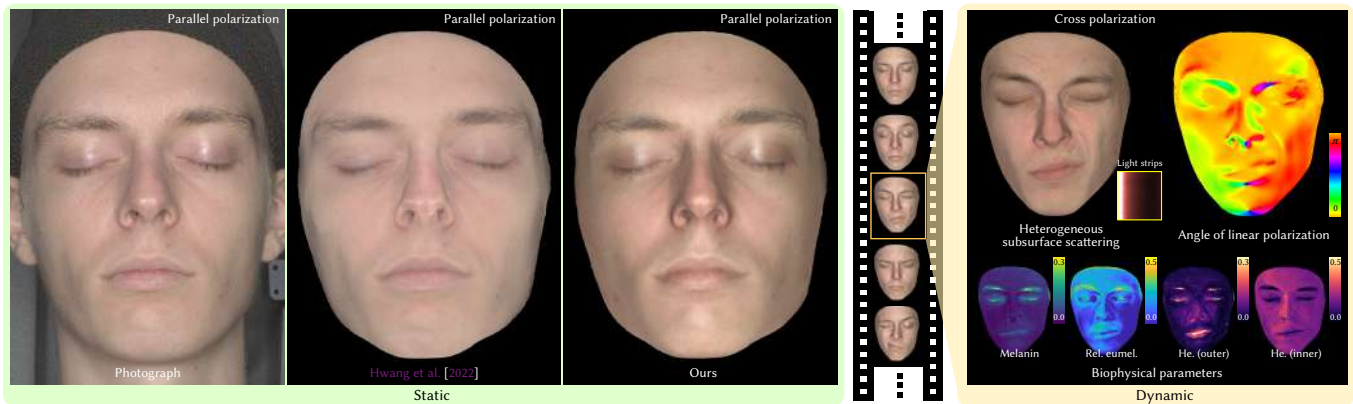 Parallel polarization
Parallel polarization
Parallel polarization
Photograph
Hwang et al. [2022]
Ours
Static
Cross polarization
Light strips
π
0
Heterogeneous
subsurface scattering
Angle of linear polarization
0.3
0.0
0.5
0.0
0.3
0.0
0.5
0.0
Melanin
Rel. eumel.
He. (outer)
He. (inner)
Biophysical parameters
Dynamic